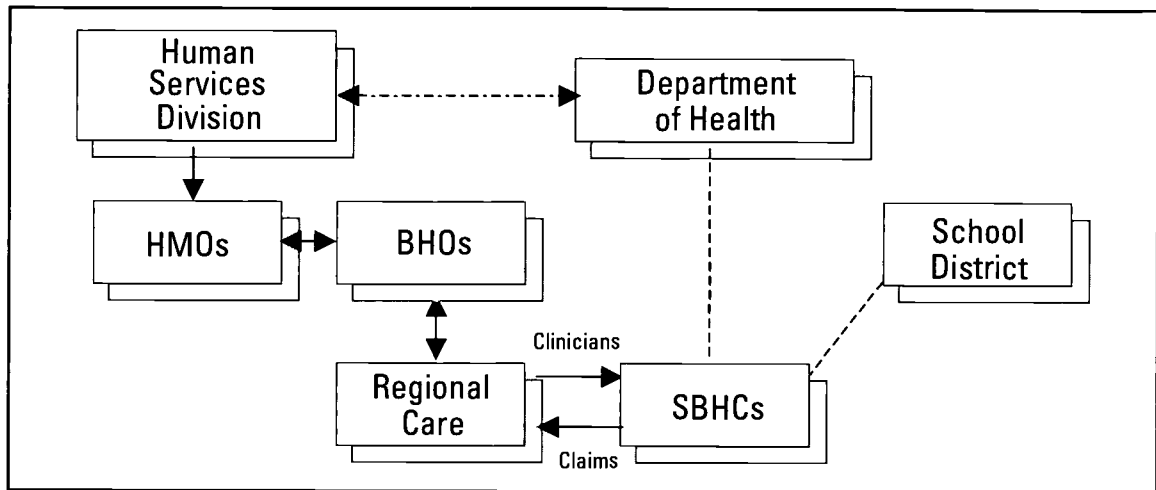 Human
Services
Division
Department
of Health
HMOs
BHOs
School
District
Clinicians
Regional
Care
SBHCs
Claims